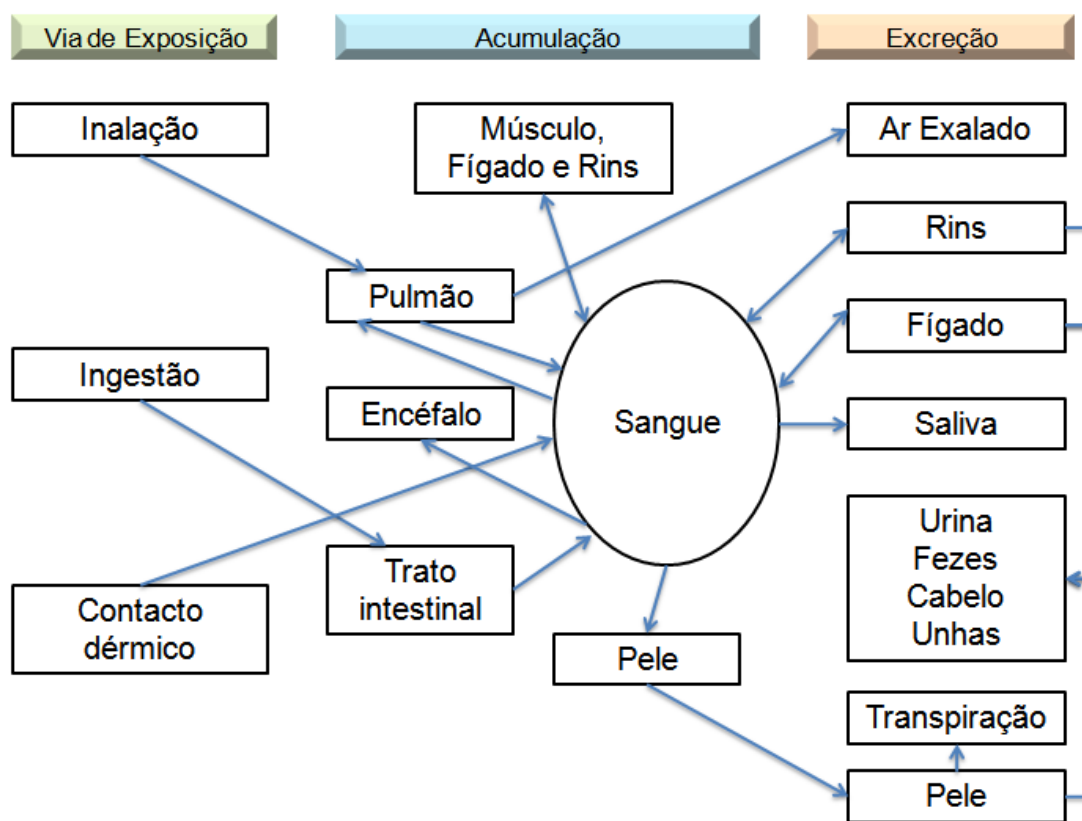 Via de Exposição
Acumulação
Excreção
Inalação
Músculo,
Fígado e Rins
Ar Exalado
Rins
Pulmão
Fígado
Ingestão
Encéfalo
Sangue
Saliva
Urina
Fezes
Cabelo
Unhas
Trato
intestinal
Contacto
dérmico
Pele
Transpiração
Pele